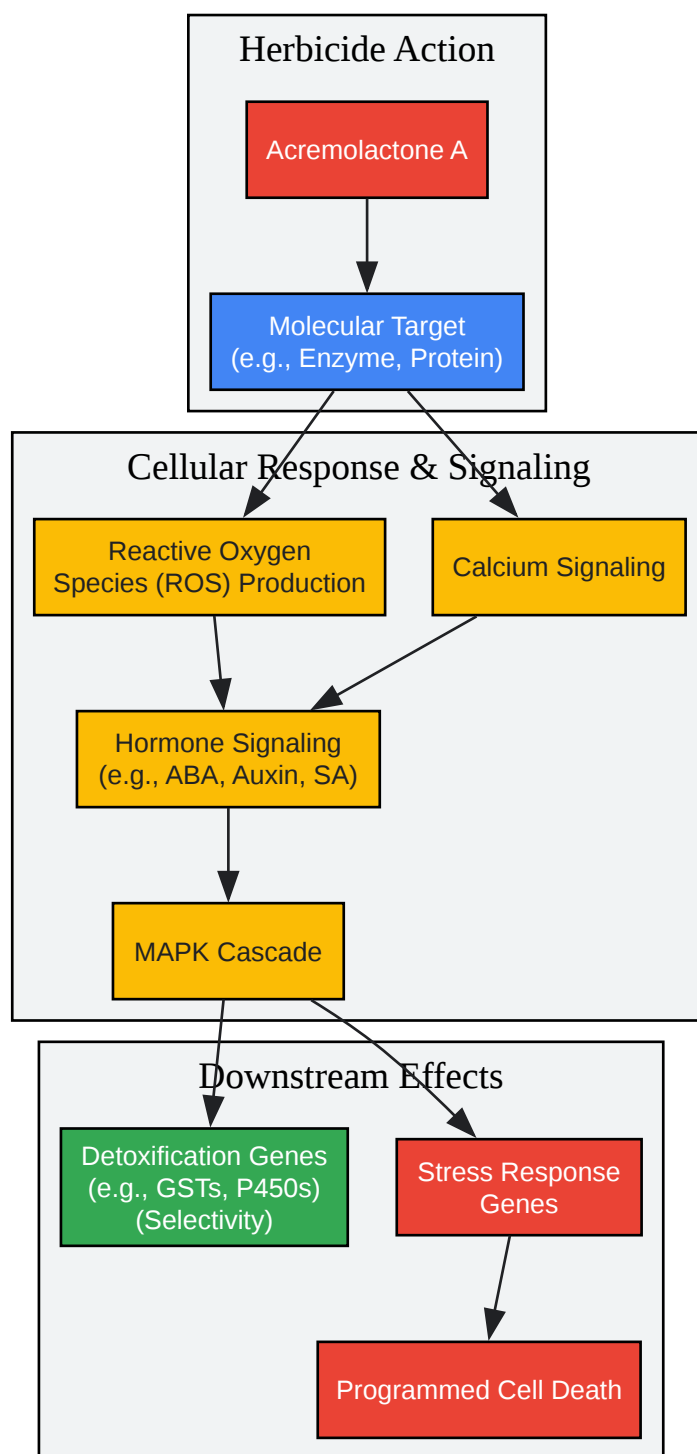 Herbicide Action
Acremolactone A
Molecular Target
(e.g., Enzyme, Protein)
Cellular Response & Signaling
Reactive Oxygen
Species (ROS) Production
Calcium Signaling
Hormone Signaling
(e.g., ABA, Auxin, SA)
MAPK Cascade
Downstream Effects
Detoxification Genes
(e.g., GSTs, P450s)
(Selectivity)
Stress Response
Genes
Programmed Cell Death